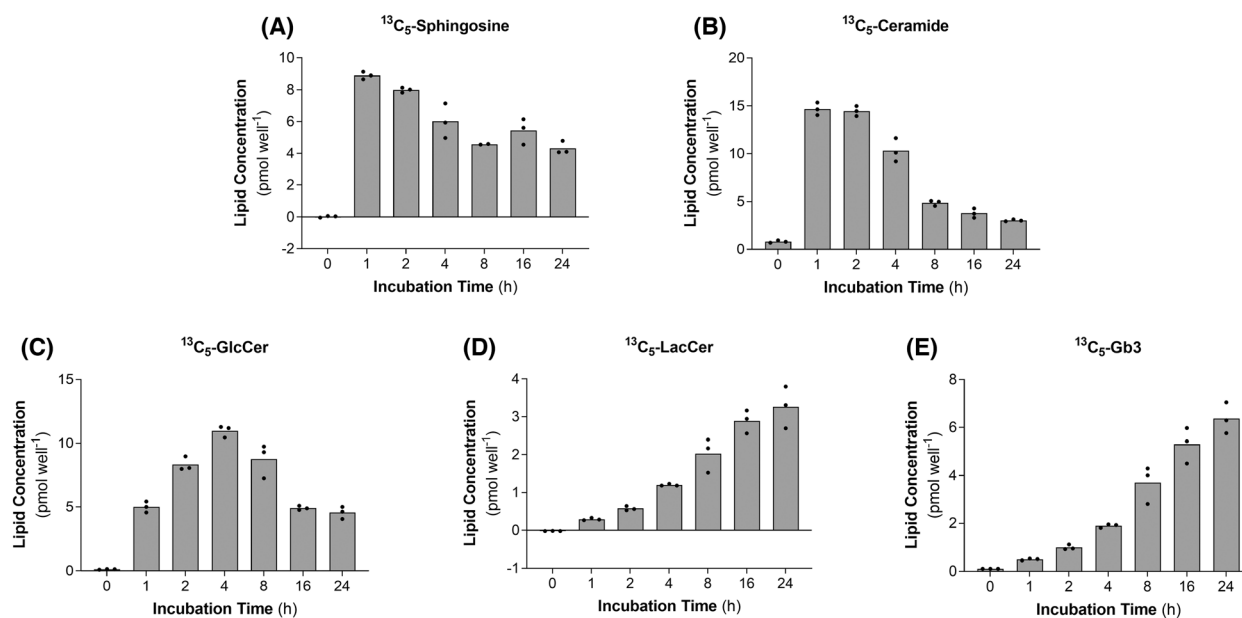 (A) ¹³C₅-Sphingosine
Lipid Concentration
(pmol well⁻¹)
10
8
6
4
2
0
-2
0 1 2 4 8 16 24
Incubation Time (h)
(B) ¹³C₅-Ceramide
Lipid Concentration
(pmol well⁻¹)
20
15
10
5
0
0 1 2 4 8 16 24
Incubation Time (h)
(C) ¹³C₅-GlcCer
Lipid Concentration
(pmol well⁻¹)
15
10
5
0
0 1 2 4 8 16 24
Incubation Time (h)
(D) ¹³C₅-LacCer
Lipid Concentration
(pmol well⁻¹)
4
3
2
1
0
-1
0 1 2 4 8 16 24
Incubation Time (h)
(E) ¹³C₅-Gb3
Lipid Concentration
(pmol well⁻¹)
8
6
4
2
0
0 1 2 4 8 16 24
Incubation Time (h)